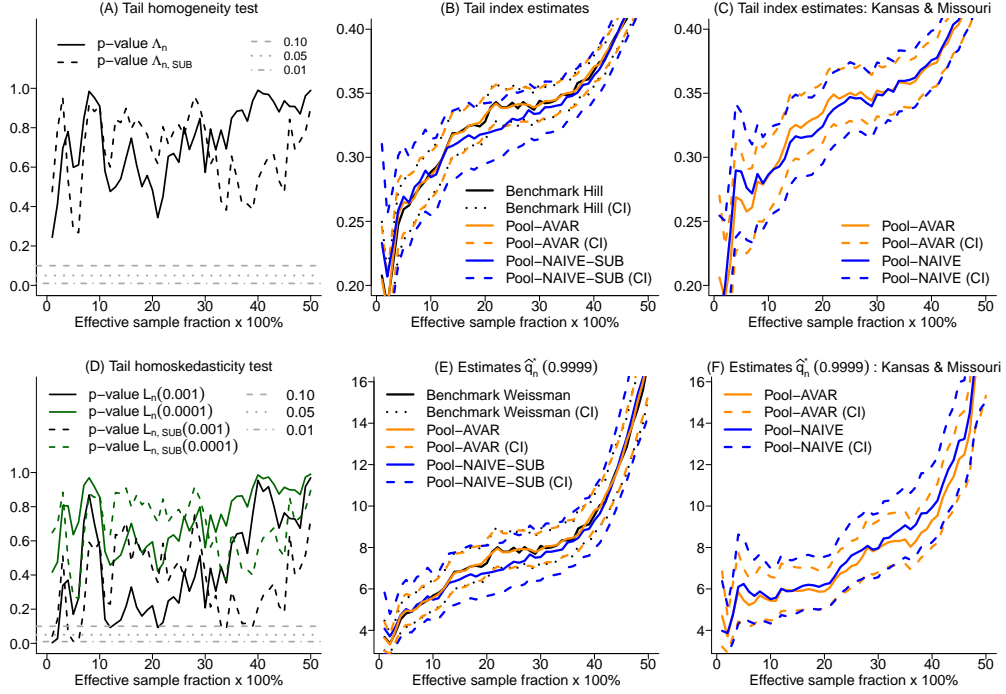 (A) Tail homogeneity test
p−value Λn
p−value Λn, SUB
0.10
0.05
0.01
1.0
0.8
0.6
0.4
0.2
0.0
0 10 20 30 40 50
Effective sample fraction x 100%
(B) Tail index estimates
0.40
0.35
0.30
0.25
0.20
Benchmark Hill
Benchmark Hill (CI)
Pool−AVAR
Pool−AVAR (CI)
Pool−NAIVE−SUB
Pool−NAIVE−SUB (CI)
0 10 20 30 40 50
Effective sample fraction x 100%
(C) Tail index estimates: Kansas & Missouri
0.40
0.35
0.30
0.25
0.20
Pool−AVAR
Pool−AVAR (CI)
Pool−NAIVE
Pool−NAIVE (CI)
0 10 20 30 40 50
Effective sample fraction x 100%
(D) Tail homoskedasticity test
p−value Ln(0.001)
p−value Ln(0.0001)
p−value Ln, SUB(0.001)
p−value Ln, SUB(0.0001)
0.10
0.05
0.01
1.0
0.8
0.6
0.4
0.2
0.0
0 10 20 30 40 50
Effective sample fraction x 100%
(E) Estimates q̂*n(0.9999)
16
14
12
10
8
6
4
Benchmark Weissman
Benchmark Weissman (CI)
Pool−AVAR
Pool−AVAR (CI)
Pool−NAIVE−SUB
Pool−NAIVE−SUB (CI)
0 10 20 30 40 50
Effective sample fraction x 100%
(F) Estimates q̂*n(0.9999) : Kansas & Missouri
16
14
12
10
8
6
4
Pool−AVAR
Pool−AVAR (CI)
Pool−NAIVE
Pool−NAIVE (CI)
0 10 20 30 40 50
Effective sample fraction x 100%